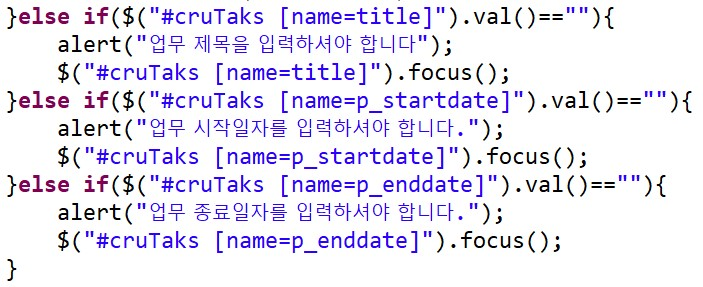 }else if($("#cruTaks [name=title]").val()==""){
    alert("업무 제목을 입력하셔야 합니다");
    $("#cruTaks [name=title]").focus();
}else if($("#cruTaks [name=p_startdate]").val()==""){
    alert("업무 시작일자를 입력하셔야 합니다.");
    $("#cruTaks [name=p_startdate]").focus();
}else if($("#cruTaks [name=p_enddate]").val()==""){
    alert("업무 종료일자를 입력하셔야 합니다.");
    $("#cruTaks [name=p_enddate]").focus();
}